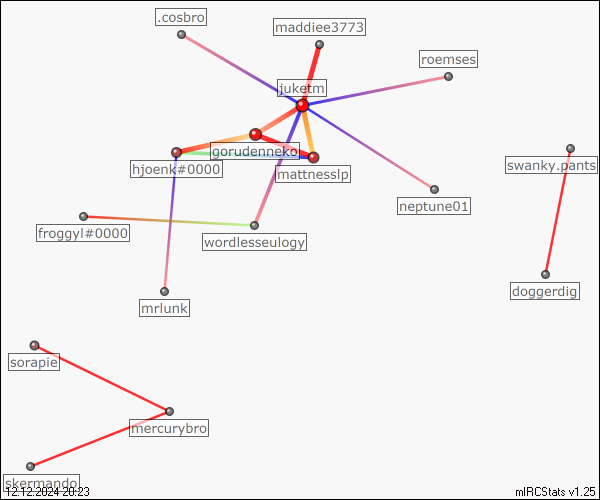 .cosbro
maddiee3773
roemses
juketm
gorudenneko
swanky.pants
hjoenk#0000
mattnesslp
neptune01
froggyl#0000
wordlesseulogy
doggerdig
mrlunk
sorapie
mercurybro
skermando
12.12.2024 20:23
mIRCStats v1.25